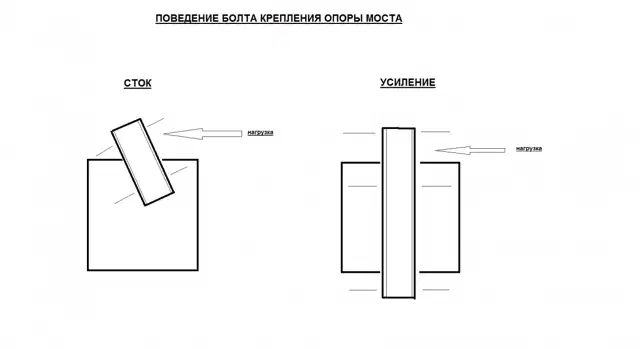 ПОВЕДЕНИЕ БОЛТА КРЕПЛЕНИЯ ОПОРЫ МОСТА
СТОК
УСИЛЕНИЕ
нагрузка
нагрузка